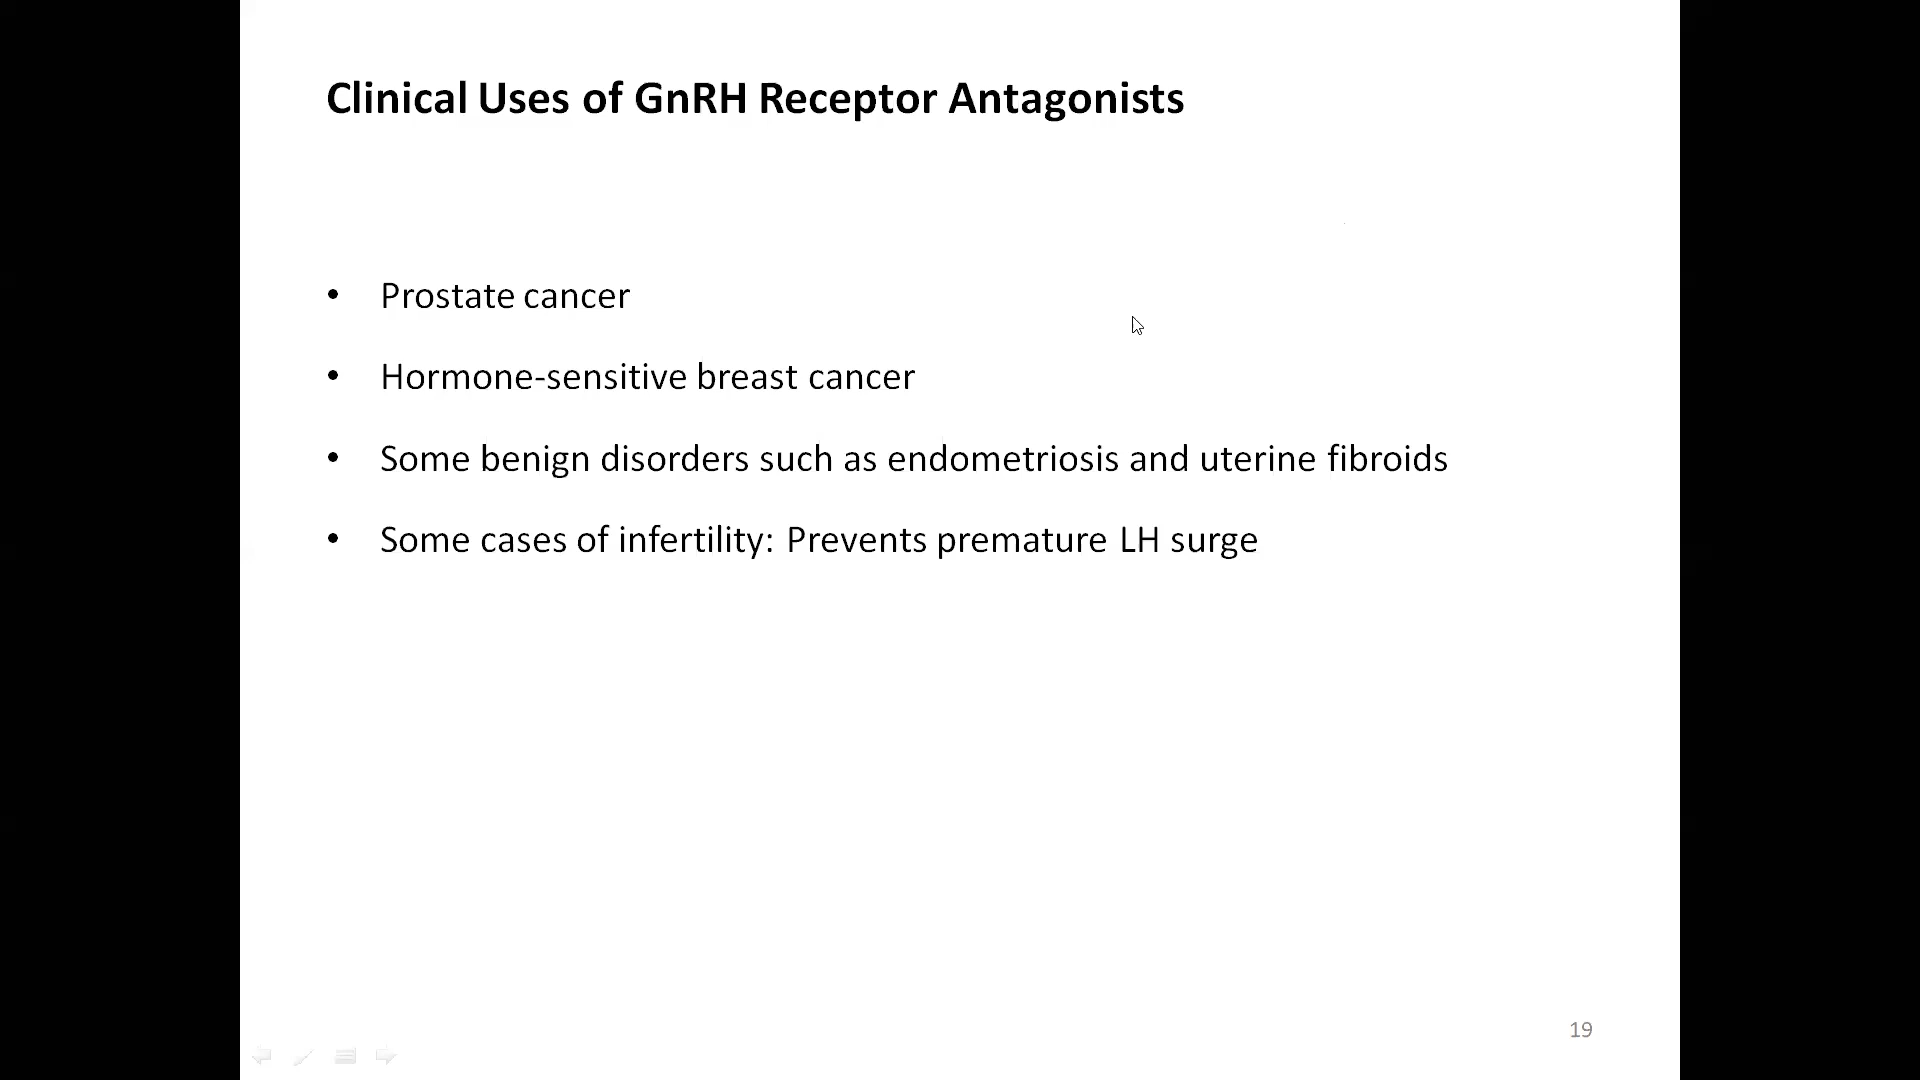 Clinical Uses of GnRH Receptor Antagonists
• Prostate cancer
• Hormone-sensitive breast cancer
• Some benign disorders such as endometriosis and uterine fibroids
• Some cases of infertility: Prevents premature LH surge
19